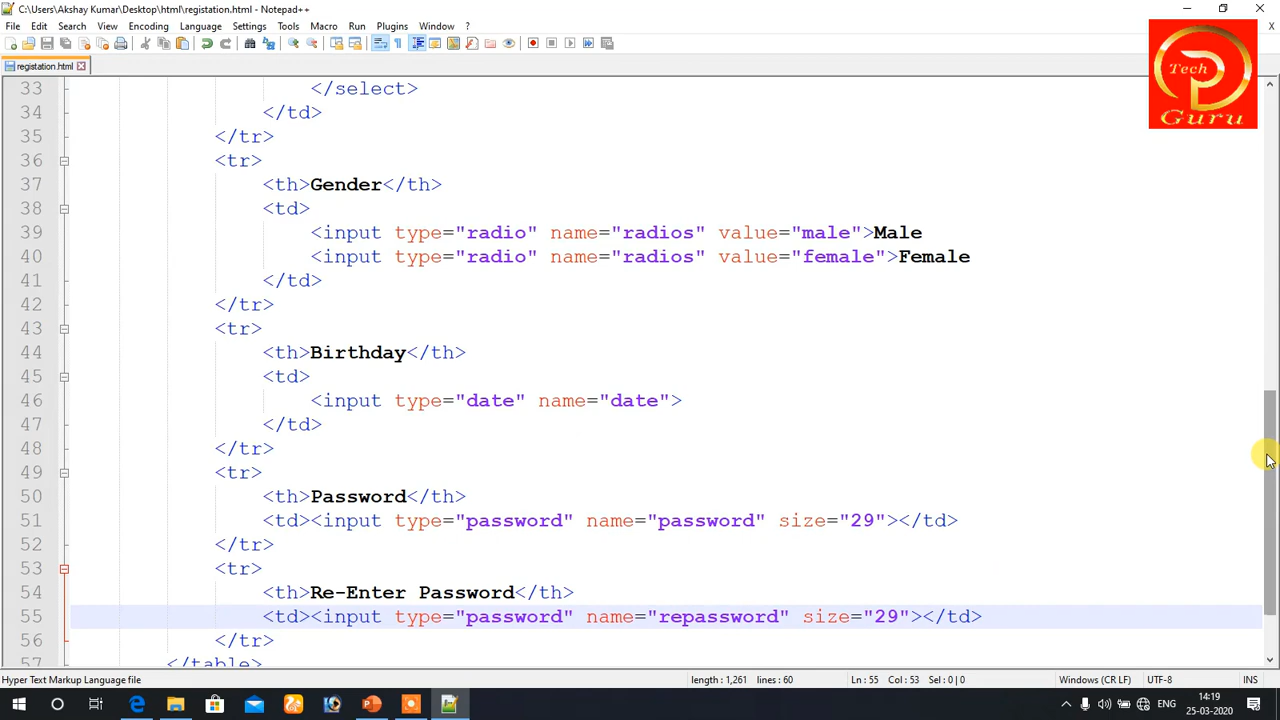 C:\Users\Akshay Kumar\Desktop\html\registation.html - Notepad++
File Edit Search View Encoding Language Settings Tools Macro Run Plugins Window ? X
registation.html
Tech
Guru
33 </select>
34 </td>
35 </tr>
36 <tr>
37 <th>Gender</th>
38 <td>
39 <input type="radio" name="radios" value="male">Male
40 <input type="radio" name="radios" value="female">Female
41 </td>
42 </tr>
43 <tr>
44 <th>Birthday</th>
45 <td>
46 <input type="date" name="date">
47 </td>
48 </tr>
49 <tr>
50 <th>Password</th>
51 <td><input type="password" name="password" size="29"></td>
52 </tr>
53 <tr>
54 <th>Re-Enter Password</th>
55 <td><input type="password" name="repassword" size="29"></td>
56 </tr>
57 </table>
Hyper Text Markup Language file length : 1,261 lines : 60 Ln : 55 Col : 53 Sel : 0 | 0 Windows (CR LF) UTF-8 INS
ENG 14:19
25-03-2020